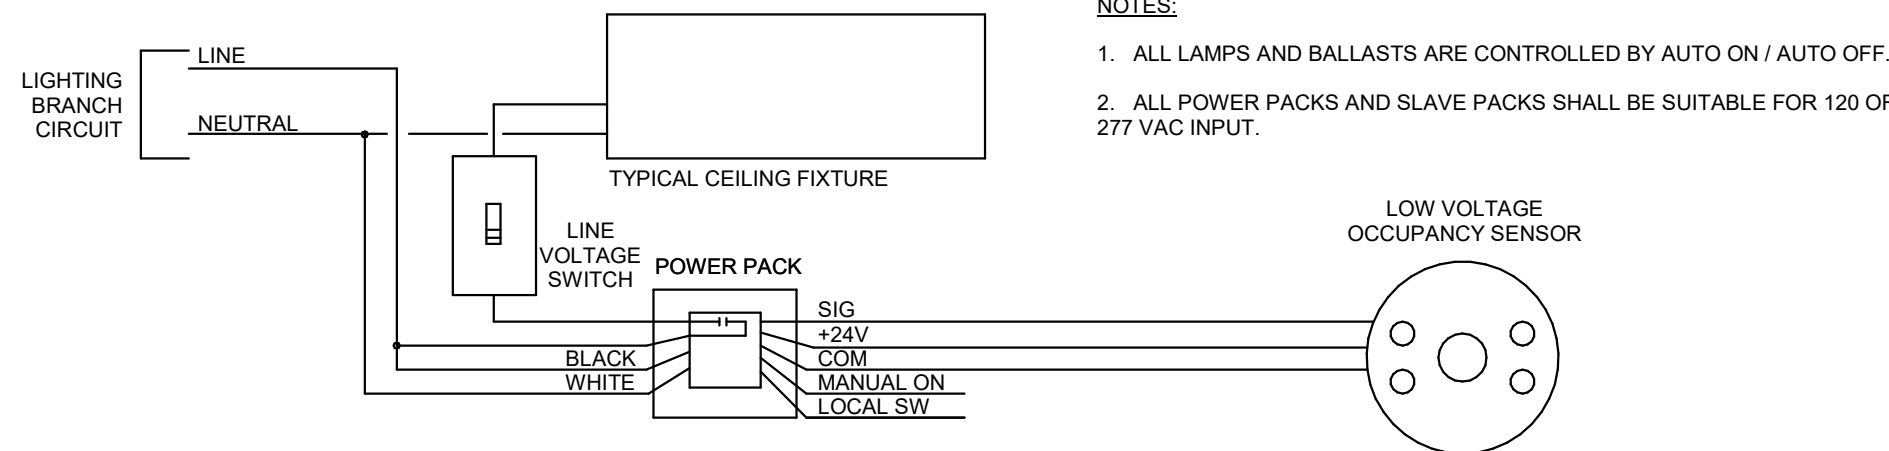 NOTES:
1. ALL LAMPS AND BALLASTS ARE CONTROLLED BY AUTO ON / AUTO OFF.
2. ALL POWER PACKS AND SLAVE PACKS SHALL BE SUITABLE FOR 120
277 VAC INPUT.
LINE
LIGHTING
BRANCH
CIRCUIT
NEUTRAL
TYPICAL CEILING FIXTURE
LINE
VOLTAGE
SWITCH
POWER PACK
LOW VOLTAGE
OCCUPANCY SENSOR
SIG
+24V
COM
MANUAL ON
LOCAL SW
BLACK
WHITE